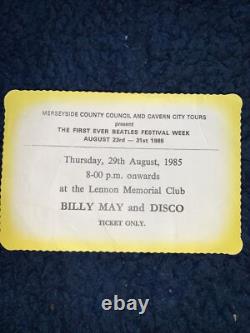 MERSEYSIDE COUNTY COUNCIL AND CAVERN CITY TOURS
present
THE FIRST EVER BEATLES FESTIVAL WEEK
AUGUST 23rd — 31st 1985
Thursday, 29th August, 1985
8-00 p.m. onwards
at the Lennon Memorial Club
BILLY MAY and DISCO
TICKET ONLY.